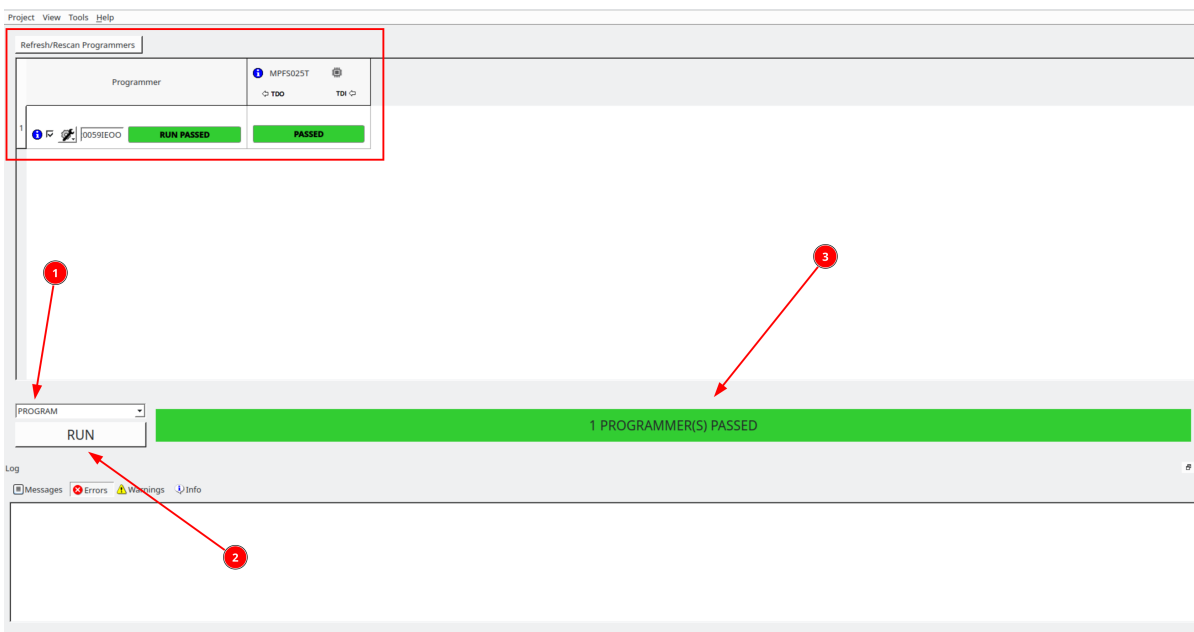 Project View Tools Help
Refresh/Rescan Programmers
Programmer
MPFS025T
TDO TDI
1 0059IEOO RUN PASSED PASSED
1
3
PROGRAM
RUN
1 PROGRAMMER(S) PASSED
Log
Messages Errors Warnings Info
2